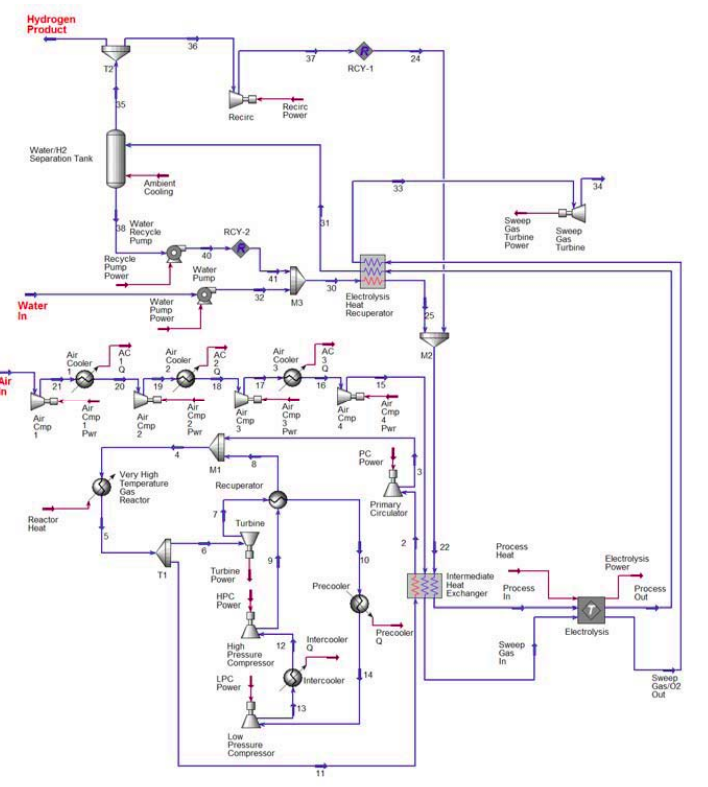 Hydrogen
Product
T2
36
37
RCY-1
24
Recirc
Recirc
Power
35
Water/H2
Separation Tank
Ambient
Cooling
33
34
Sweep
Gas
Turbine
Power
Sweep
Gas
Turbine
38
Water
Recycle
Pump
RCY-2
31
Recycle
Pump
Power
40
41
Water
Pump
32
M3
30
Electrolysis
Heat
Recuperator
25
Water
In
Water
Pump
Power
M2
Air
In
Air
Cooler
1
AC
1
Q
Air
Cooler
2
AC
2
Q
Air
Cooler
3
AC
3
Q
21
20
19
18
17
16
15
Air
Cmp
1
Air
Cmp
1
Pwr
Air
Cmp
2
Air
Cmp
2
Pwr
Air
Cmp
3
Air
Cmp
3
Pwr
Air
Cmp
4
Air
Cmp
4
Pwr
4
M1
8
PC
Power
3
Very High
Temperature
Gas
Reactor
Recuperator
Primary
Circulator
Reactor
Heat
7
Turbine
5
6
T1
9
10
2
22
Turbine
Power
HPC
Power
Precooler
Intermediate
Heat
Exchanger
Process
Heat
Process
In
Electrolysis
Power
Process
Out
Electrolysis
High
Pressure
Compressor
12
Intercooler
Q
Precooler
Q
Intercooler
14
Sweep
Gas
In
Sweep
Gas/O2
Out
LPC
Power
13
Low
Pressure
Compressor
11